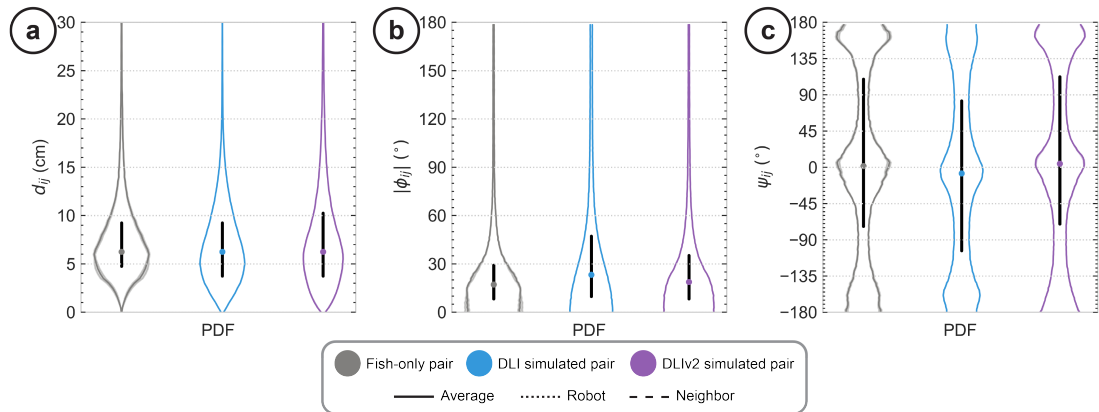 a
b
c
30
25
20
15
10
5
0
d_ij (cm)
PDF
180
150
120
90
60
30
0
|ϕ_ij| (°)
PDF
180
135
90
45
0
−45
−90
−135
−180
ψ_ij (°)
PDF
Fish-only pair DLI simulated pair DLIv2 simulated pair
Average Robot Neighbor